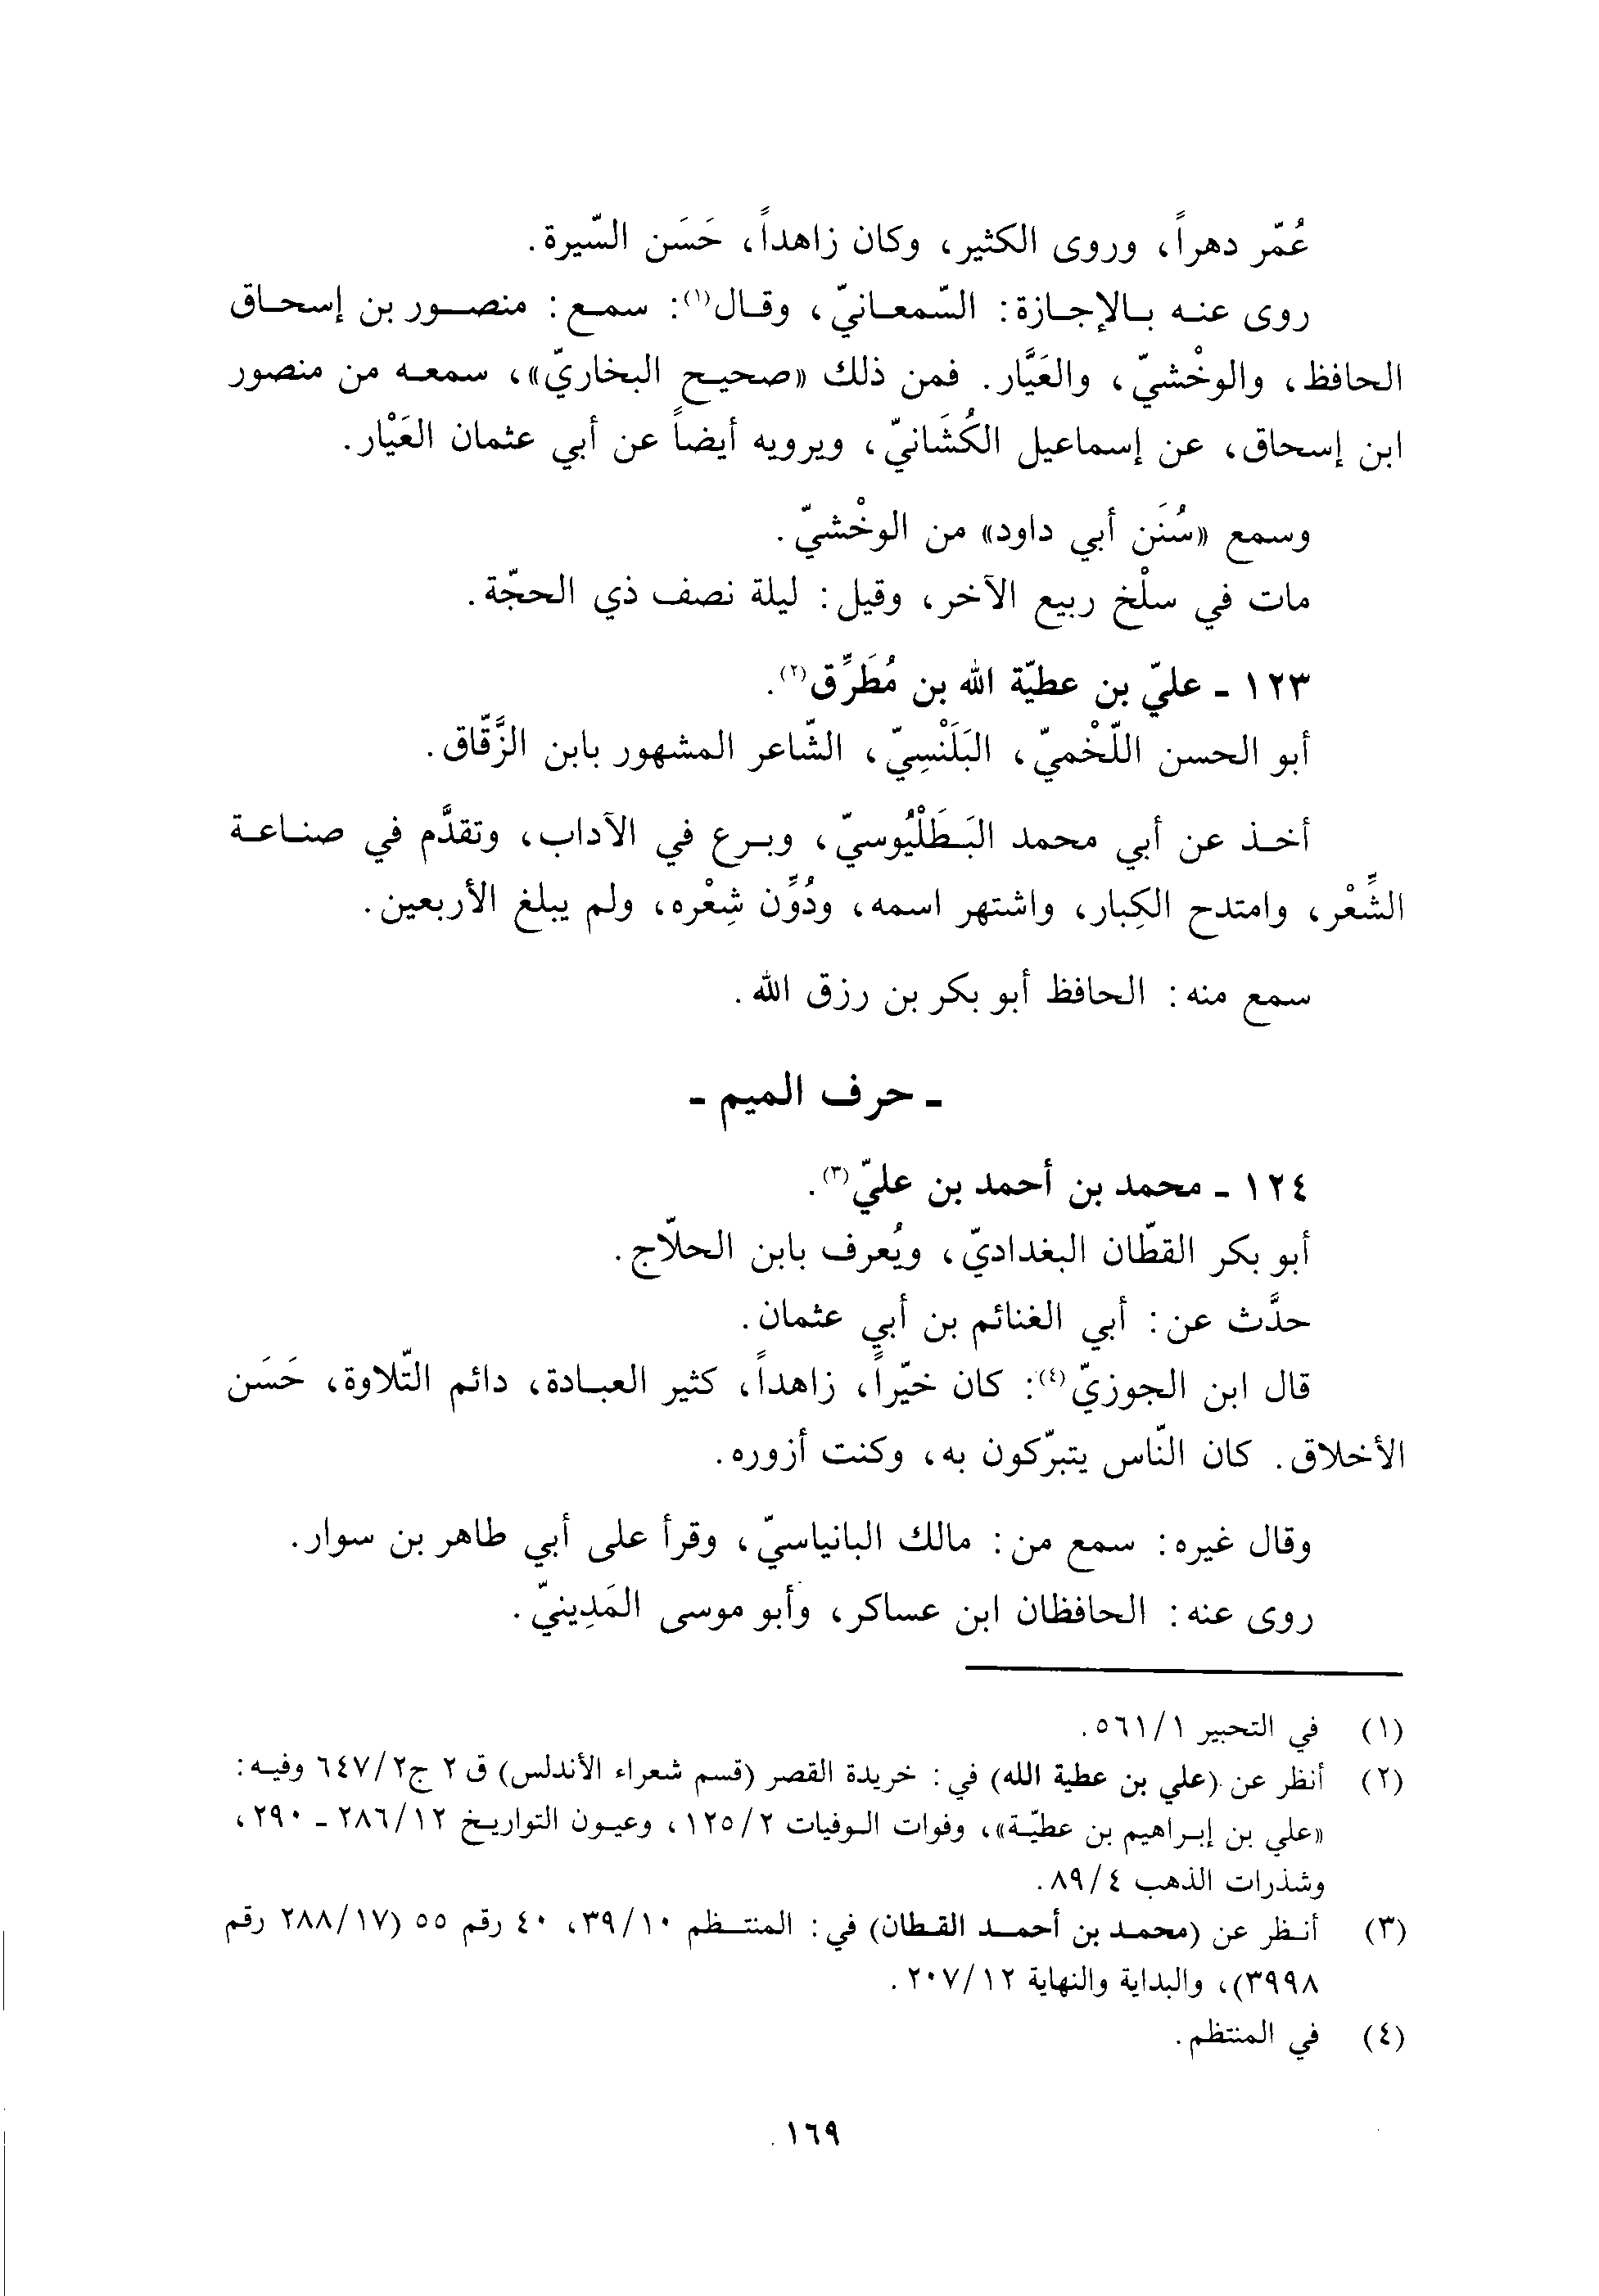 عُمّر دهراً، وروى الكثير، وكان زاهداً، حَسَن السّيرة.
روى عنه بالإجازة: السّمعانيّ، وقال(١): سمع: منصور بن إسحاق
الحافظ، والوخْشيّ، والعَيَّار. فمن ذلك «صحيح البخاريّ»، سمعه من منصور
ابن إسحاق، عن إسماعيل الكُشَانيّ، ويرويه أيضاً عن أبي عثمان العَيْار.
وسمع «سُنَن أبي داود» من الوخْشيّ.
مات في سلْخ ربيع الآخر، وقيل: ليلة نصف ذي الحجّة.
١٢٣ ـ عليّ بن عطيّة الله بن مُطَرِّق(٢).
أبو الحسن اللّخْميّ، البَلَنْسِيّ، الشّاعر المشهور بابن الزَّقّاق.
أخذ عن أبي محمد البَطَلْيُوسيّ، وبرع في الآداب، وتقدَّم في صناعة
الشِّعْر، وامتدح الكِبار، واشتهر اسمه، ودُوِّن شِعْره، ولم يبلغ الأربعين.
سمع منه: الحافظ أبو بكر بن رزق الله.
ـ حرف الميم ـ
١٢٤ ـ محمد بن أحمد بن عليّ(٣).
أبو بكر القطّان البغداديّ، ويُعرف بابن الحلّاج.
حدَّث عن: أبي الغنائم بن أبي عثمان.
قال ابن الجوزيّ(٤): كان خيّراً، زاهداً، كثير العبادة، دائم التّلاوة، حَسَن
الأخلاق. كان النّاس يتبرّكون به، وكنت أزوره.
وقال غيره: سمع من: مالك البانياسيّ، وقرأ على أبي طاهر بن سوار.
روى عنه: الحافظان ابن عساكر، وأبو موسى المَدِينيّ.
(١) في التحبير ٥٦١/١.
(٢) أنظر عن (علي بن عطية الله) في: خريدة القصر (قسم شعراء الأندلس) ق ٢ ج٦٤٧/٢ وفيه:
«علي بن إبراهيم بن عطيّة»، وفوات الوفيات ١٢٥/٢، وعيون التواريخ ٢٨٦/١٢ ـ ٢٩٠،
وشذرات الذهب ٨٩/٤.
(٣) أنظر عن (محمد بن أحمد القطان) في: المنتظم ٣٩/١٠، ٤٠ رقم ٥٥ (٢٨٨/١٧ رقم
٣٩٩٨)، والبداية والنهاية ٢٠٧/١٢.
(٤) في المنتظم.
١٦٩